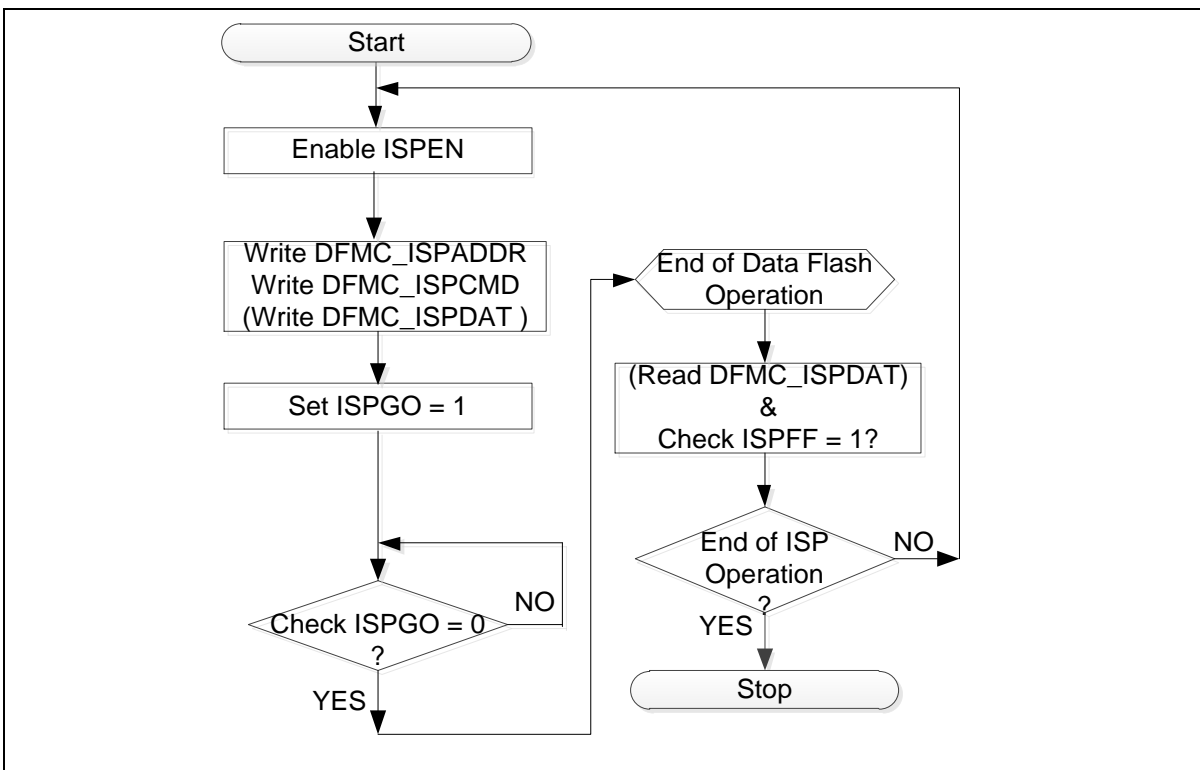 Start
Enable ISPEN
Write DFMC_ISPADDR
Write DFMC_ISPCMD
(Write DFMC_ISPDAT )
Set ISPGO = 1
Check ISPGO = 0
?
NO
YES
End of Data Flash
Operation
(Read DFMC_ISPDAT)
&
Check ISPFF = 1?
End of ISP
Operation
?
NO
YES
Stop